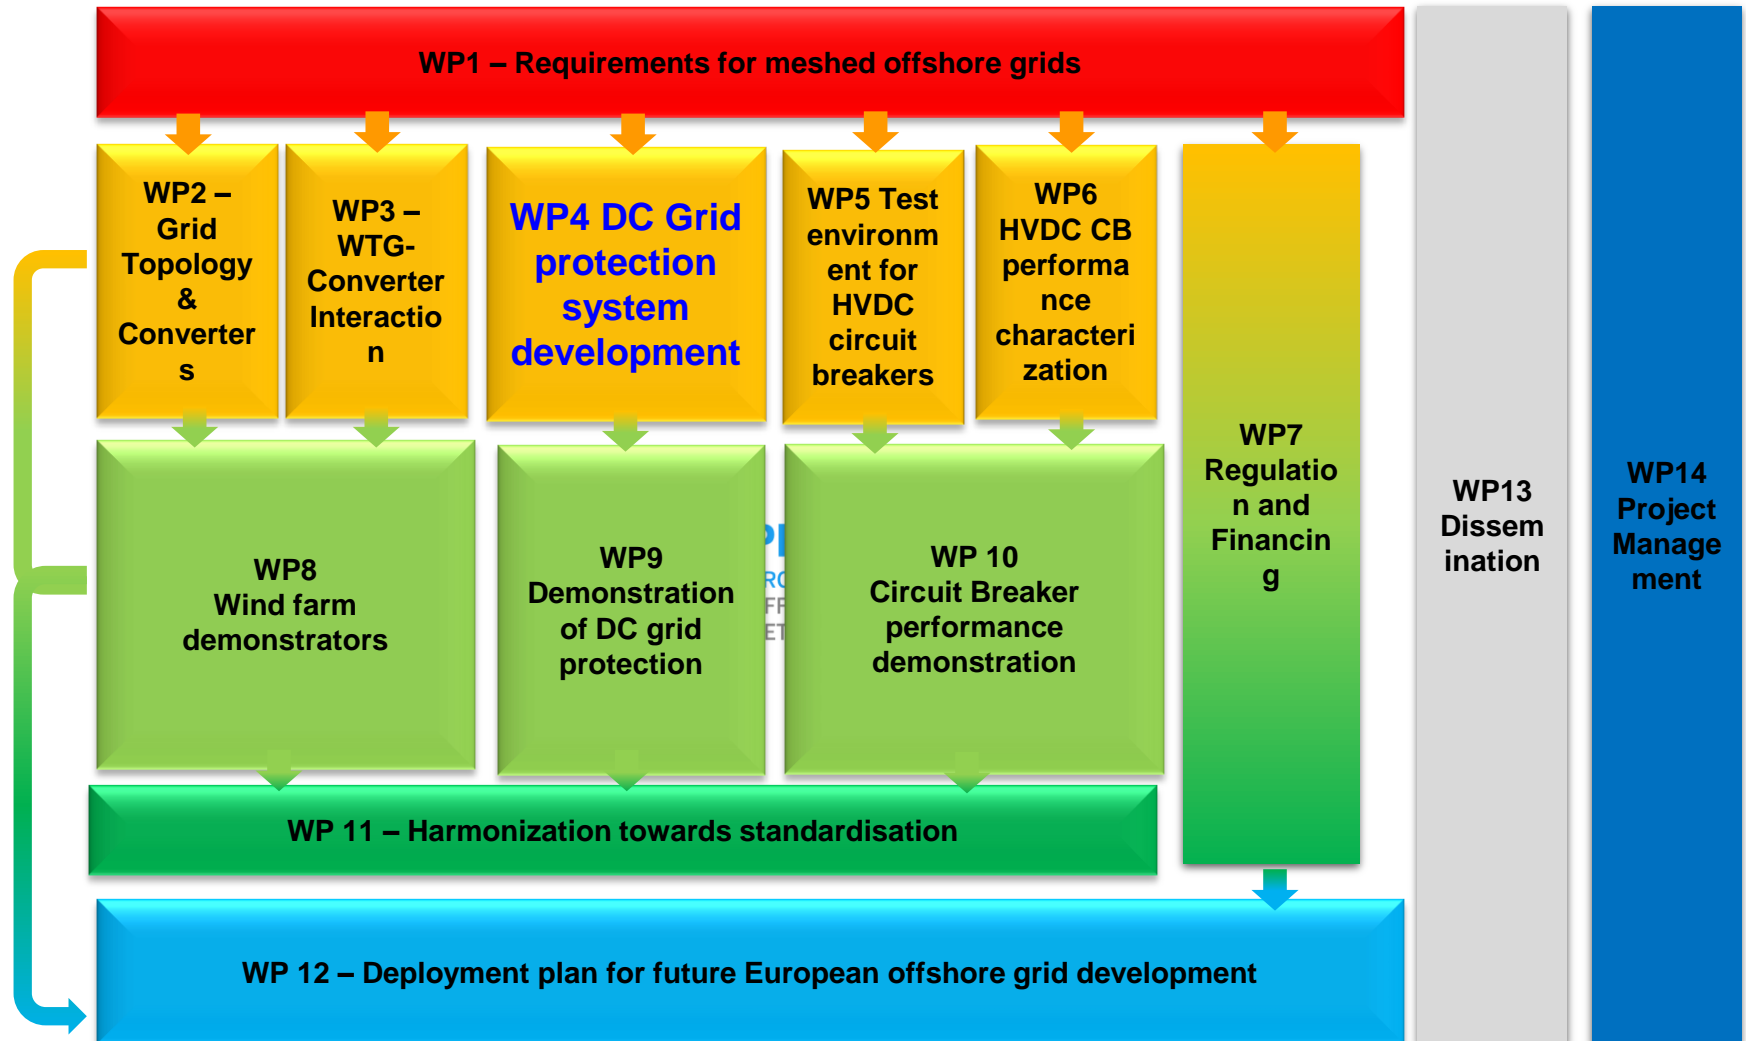 WP1 – Requirements for meshed offshore grids
WP2 –
Grid
Topology
&
Converter
s
WP3 –
WTG-
Converter
Interactio
n
WP4 DC Grid
protection
system
development
WP5 Test
environm
ent for
HVDC
circuit
breakers
WP6
HVDC CB
performa
nce
characteri
zation
WP7
Regulatio
n and
Financin
g
WP8
Wind farm
demonstrators
WP9
Demonstration
of DC grid
protection
WP 10
Circuit Breaker
performance
demonstration
WP 11 – Harmonization towards standardisation
WP 12 – Deployment plan for future European offshore grid development
WP13
Dissem
ination
WP14
Project
Manage
ment